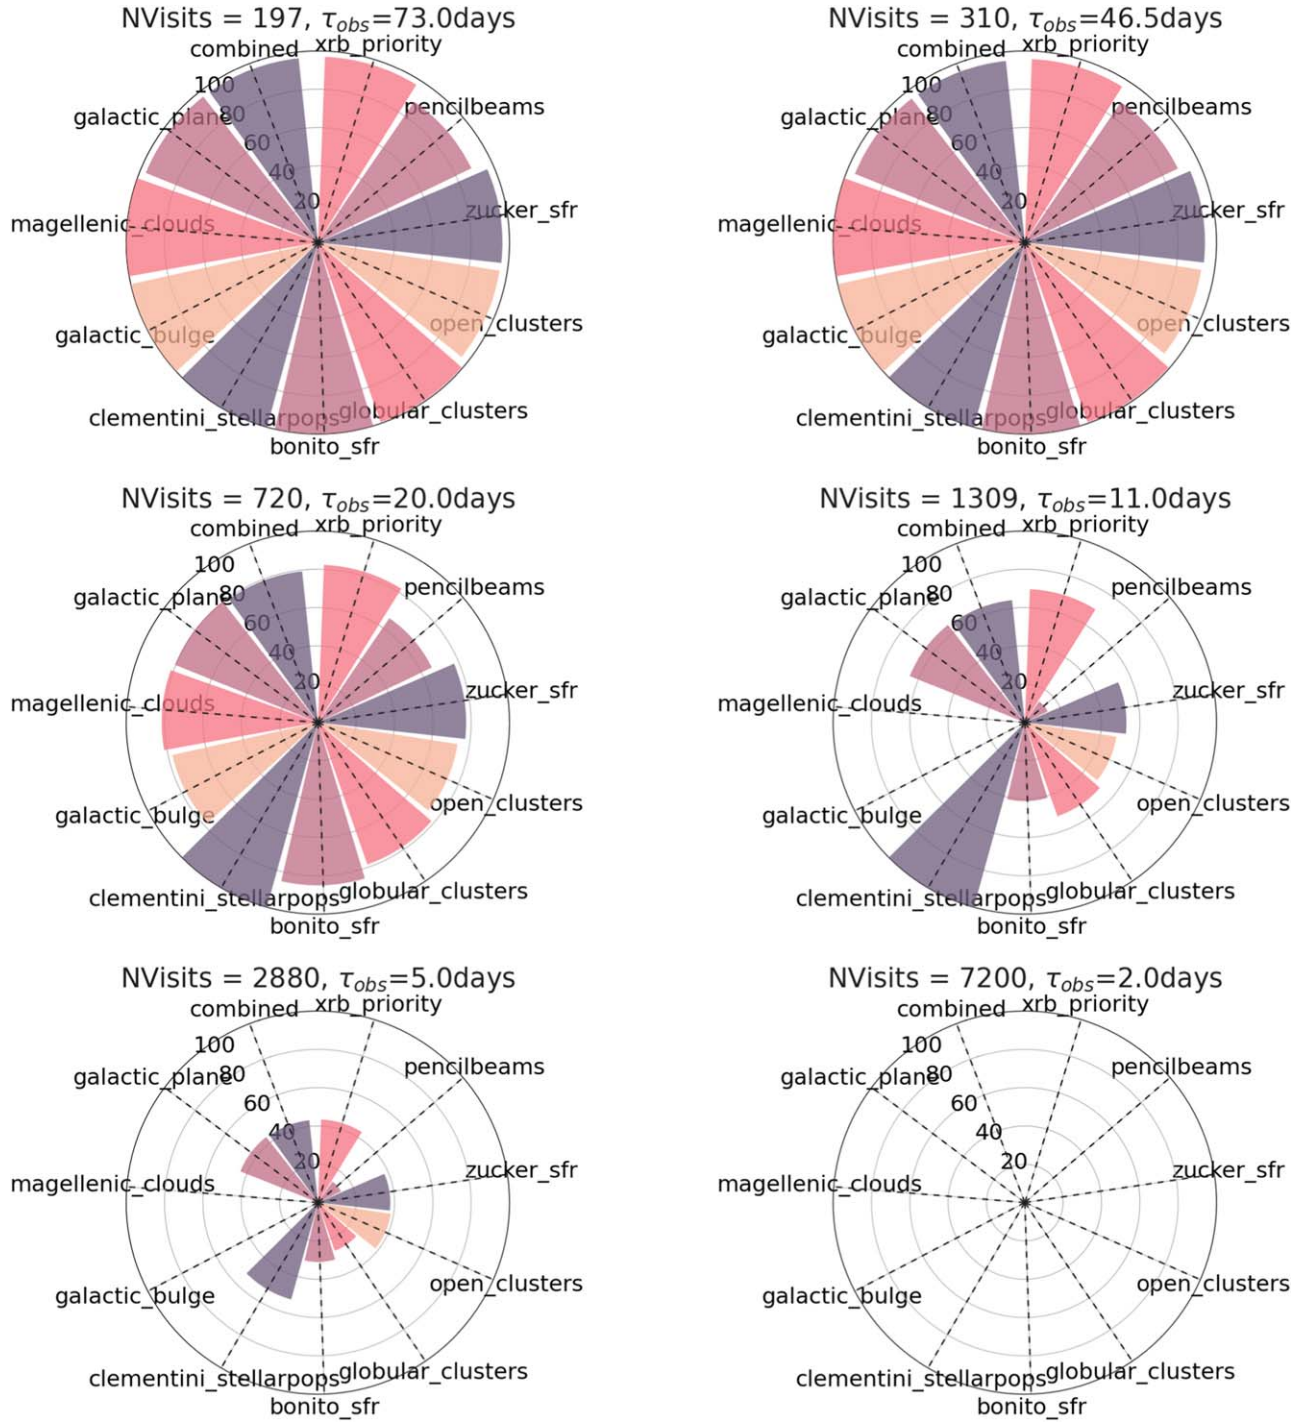 NVisits = 197, τobs=73.0days
combined xrb_priority
100
galactic_plane 80 pencilbeams
60
40
20
magellenic_clouds zucker_sfr
galactic_bulge open_clusters
clementini_stellarpops globular_clusters
bonito_sfr
NVisits = 310, τobs=46.5days
combined xrb_priority
100
galactic_plane 80 pencilbeams
60
40
20
magellenic_clouds zucker_sfr
galactic_bulge open_clusters
clementini_stellarpops globular_clusters
bonito_sfr
NVisits = 720, τobs=20.0days
combined xrb_priority
100
galactic_plane 80 pencilbeams
60
40
20
magellenic_clouds zucker_sfr
galactic_bulge open_clusters
clementini_stellarpops globular_clusters
bonito_sfr
NVisits = 1309, τobs=11.0days
combined xrb_priority
100
galactic_plane 80 pencilbeams
60
40
20
magellenic_clouds zucker_sfr
galactic_bulge open_clusters
clementini_stellarpops globular_clusters
bonito_sfr
NVisits = 2880, τobs=5.0days
combined xrb_priority
100
galactic_plane 80 pencilbeams
60
40
20
magellenic_clouds zucker_sfr
galactic_bulge open_clusters
clementini_stellarpops globular_clusters
bonito_sfr
NVisits = 7200, τobs=2.0days
combined xrb_priority
100
galactic_plane 80 pencilbeams
60
40
20
magellenic_clouds zucker_sfr
galactic_bulge open_clusters
clementini_stellarpops globular_clusters
bonito_sfr